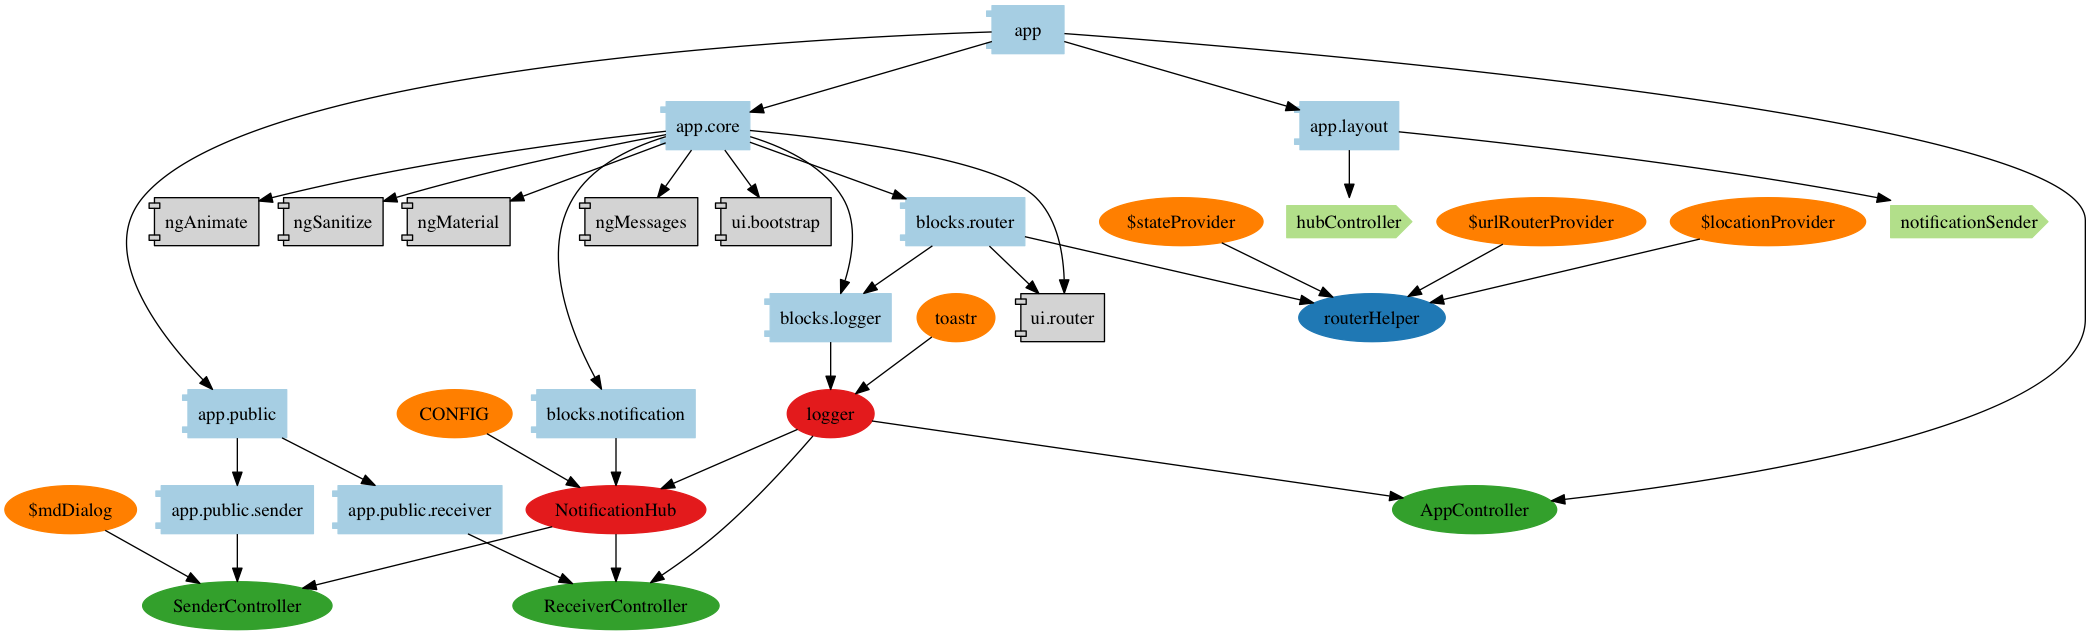 app
app.core
app.layout
ngAnimate
ngSanitize
ngMaterial
ngMessages
ui.bootstrap
blocks.router
$stateProvider
hubController
$urlRouterProvider
$locationProvider
notificationSender
blocks.logger
toastr
ui.router
routerHelper
app.public
CONFIG
blocks.notification
logger
$mdDialog
app.public.sender
app.public.receiver
NotificationHub
AppController
SenderController
ReceiverController